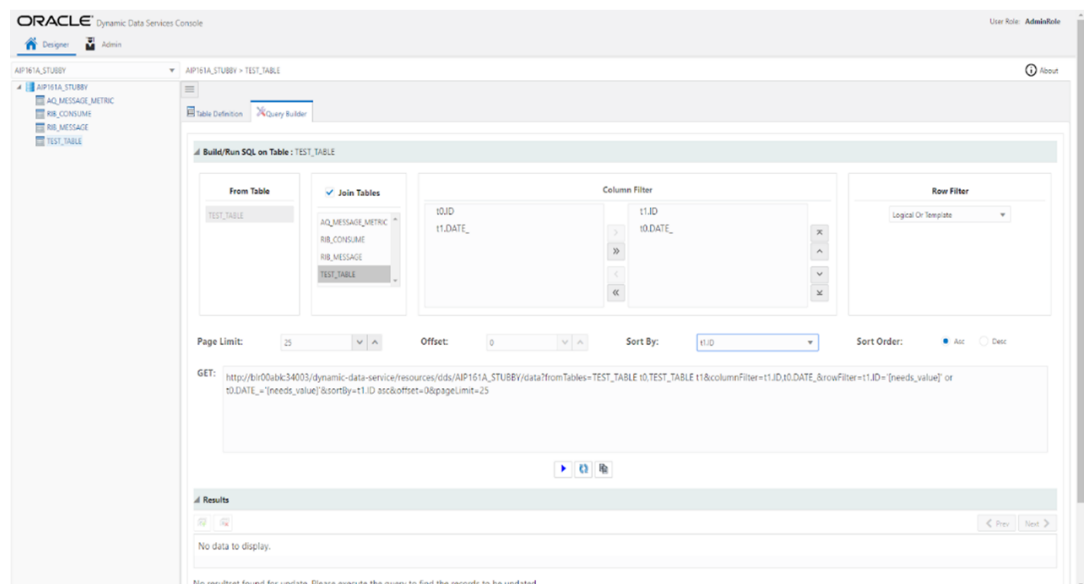 ORACLE Dynamic Data Services Console
User Role: AdminRole
Designer Admin
AIP161A_STUBBY
AIP161A_STUBBY > TEST_TABLE
About
AIP161A_STUBBY
AQ_MESSAGE_METRIC
RIB_CONSUME
RIB_MESSAGE
TEST_TABLE
Table Definition Query Builder
Build/Run SQL on Table : TEST_TABLE
From Table
TEST_TABLE
Join Tables
AQ_MESSAGE_METRIC
RIB_CONSUME
RIB_MESSAGE
TEST_TABLE
Column Filter
t0.ID
t1.DATE_
t1.ID
t0.DATE_
Row Filter
Logical Or Template
Page Limit: 25 Offset: 0 Sort By: t1.ID Sort Order: Asc Desc
GET: http://blr00ablc34003/dynamic-data-service/resources/dds/AIP161A_STUBBY/data?fromTables=TEST_TABLE t0,TEST_TABLE t1&columnFilter=t1.ID,t0.DATE_&rowFilter=t1.ID='[needs_value]' or
t0.DATE_='[needs_value]'&sortBy=t1.ID asc&offset=0&pageLimit=25
Results
Prev Next
No data to display.
No resultset found for update. Please execute the query to find the records to be updated